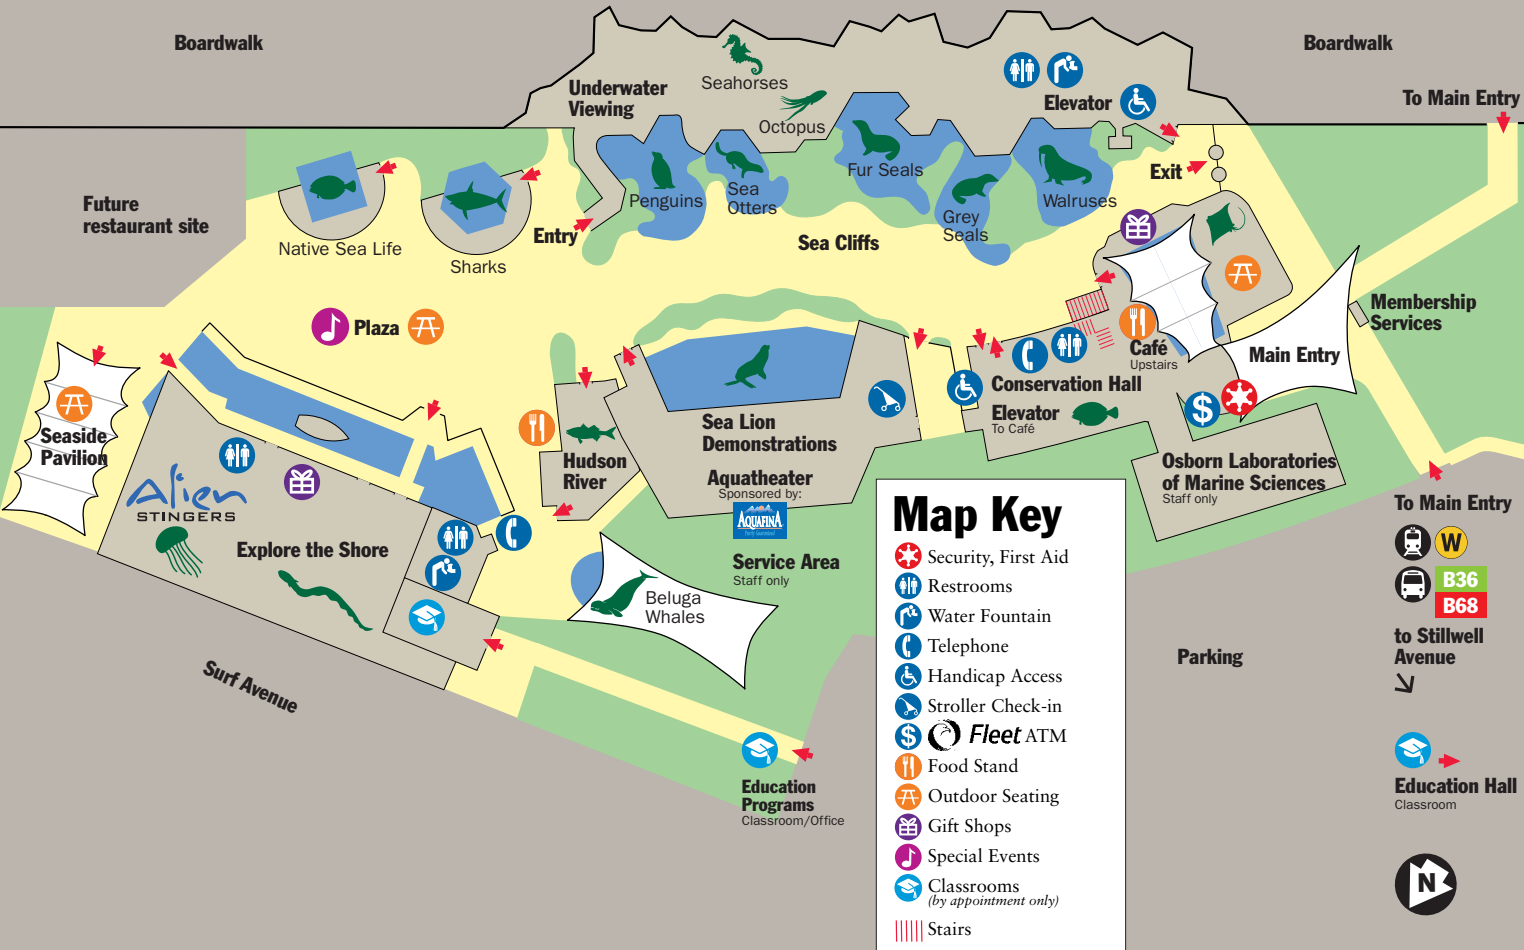 Boardwalk
Boardwalk
To Main Entry
Seahorses
Underwater
Viewing
Octopus
Elevator
Future
restaurant site
Native Sea Life
Sharks
Entry
Penguins
Sea
Otters
Fur Seals
Grey
Seals
Walruses
Exit
Sea Cliffs
Plaza
Membership
Services
Main Entry
Café
Upstairs
Conservation Hall
Elevator
To Café
Seaside
Pavilion
Alien
STINGERS
Explore the Shore
Hudson
River
Sea Lion
Demonstrations
Aquatheater
Sponsored by:
AQUAFINA
Service Area
Staff only
Beluga
Whales
$
Osborn Laboratories
of Marine Sciences
Staff only
Surf Avenue
Education
Programs
Classroom/Office
Parking
Map Key
Security, First Aid
Restrooms
Water Fountain
Telephone
Handicap Access
Stroller Check-in
$ Fleet ATM
Food Stand
Outdoor Seating
Gift Shops
Special Events
Classrooms
(by appointment only)
Stairs
To Main Entry
W
B36
B68
to Stillwell
Avenue
Education Hall
Classroom
N